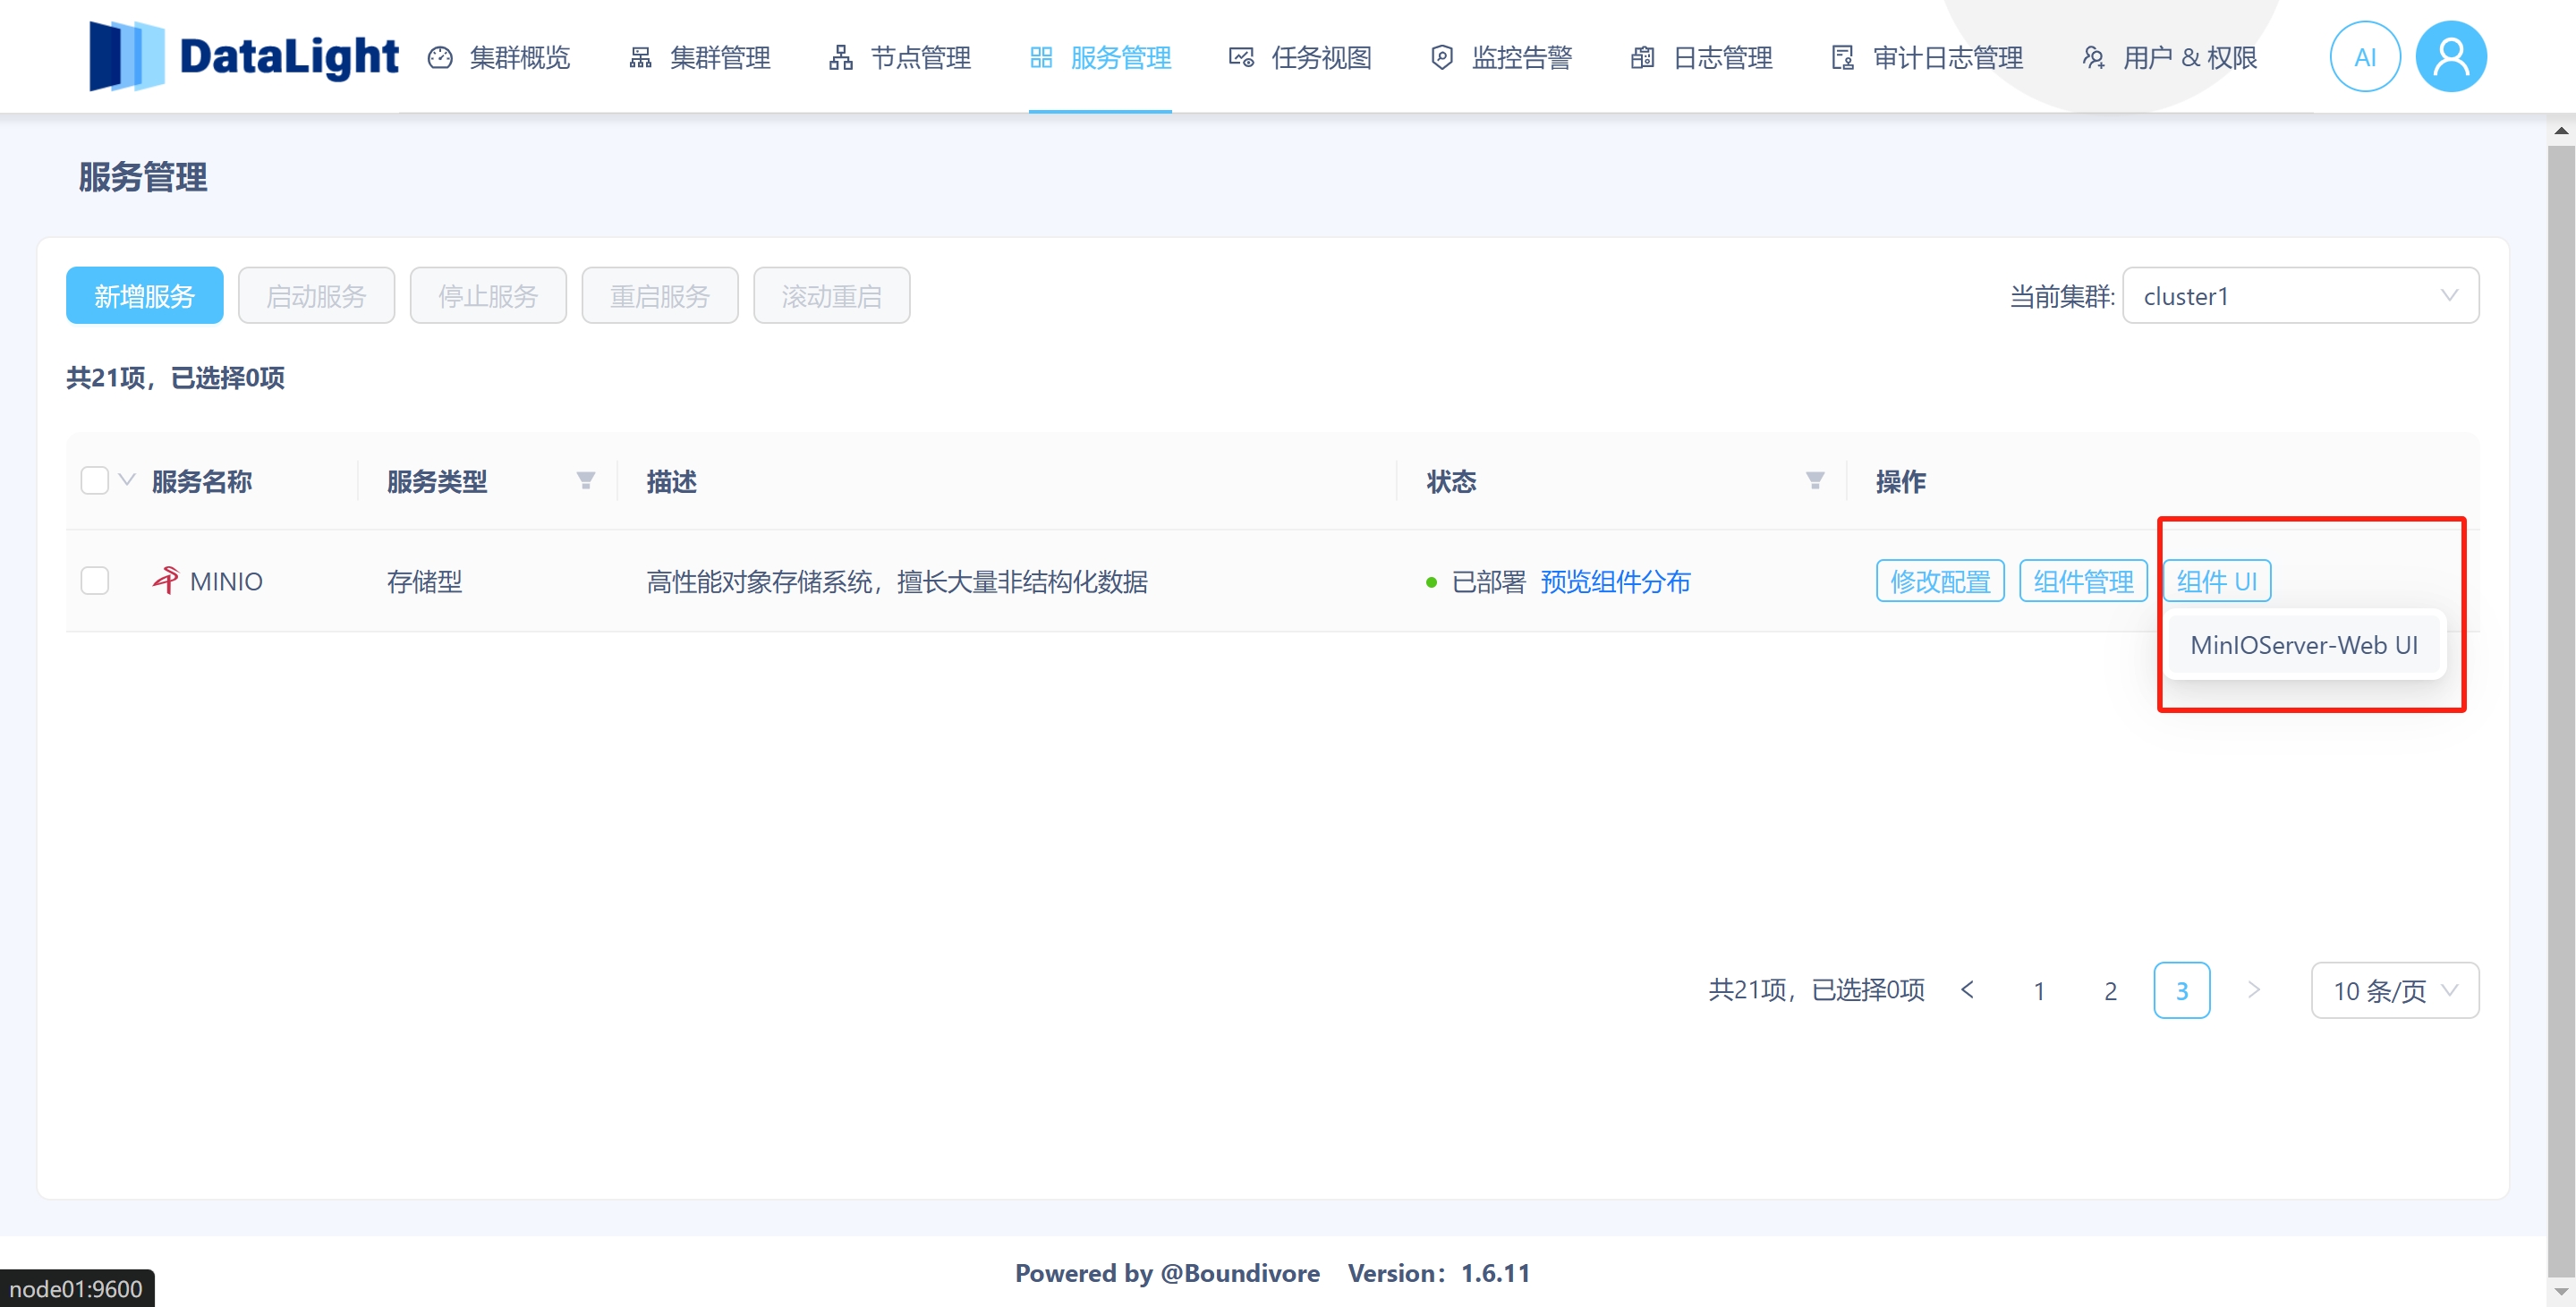 DataLight 集群概览 集群管理 节点管理 服务管理 任务视图 监控告警 日志管理 审计日志管理 用户 & 权限 AI
服务管理
新增服务 启动服务 停止服务 重启服务 滚动重启 当前集群: cluster1
共21项，已选择0项
服务名称 服务类型 描述 状态 操作
MINIO 存储型 高性能对象存储系统，擅长大量非结构化数据 已部署 预览组件分布 修改配置 组件管理 组件 UI
MinIOServer-Web UI
共21项，已选择0项 < 1 2 3 > 10 条/页
Powered by @Boundivore Version：1.6.11
node01:9600